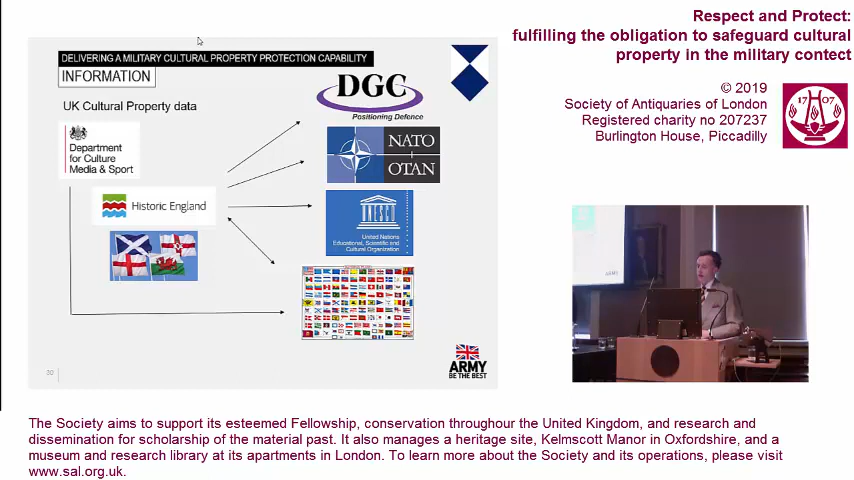 Respect and Protect:
fulfilling the obligation to safeguard cultural
property in the military contect
© 2019
Society of Antiquaries of London
Registered charity no 207237
Burlington House, Piccadilly
17 07
DELIVERING A MILITARY CULTURAL PROPERTY PROTECTION CAPABILITY
INFORMATION
UK Cultural Property data
Department
for Culture
Media & Sport
Historic England
DGC
Positioning Defence
NATO
OTAN
UNESCO
United Nations
Educational, Scientific and
Cultural Organization
30
ARMY
BE THE BEST
The Society aims to support its esteemed Fellowship, conservation throughour the United Kingdom, and research and
dissemination for scholarship of the material past. It also manages a heritage site, Kelmscott Manor in Oxfordshire, and a
museum and research library at its apartments in London. To learn more about the Society and its operations, please visit
www.sal.org.uk.